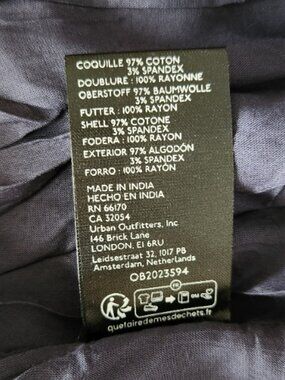 COQUILLE 97% COTON
3% SPANDEX
DOUBLURE : 100% RAYONNE
OBERSTOFF 97% BAUMWOLLE
3% SPANDEX
FUTTER : 100% RAYON
SHELL 97% COTONE
3% SPANDEX
FODERA : 100% RAYON
EXTERIOR 97% ALGODÓN
3% SPANDEX
FORRO : 100% RAYON
MADE IN INDIA
HECHO EN INDIA
RN 66170
CA 32054
Urban Outfitters, Inc
146 Brick Lane
LONDON, E1 6RU
Leidsestraat 32, 1017 PB
Amsterdam, Netherlands
OB2023594
FR
quefairedemesdechets.fr